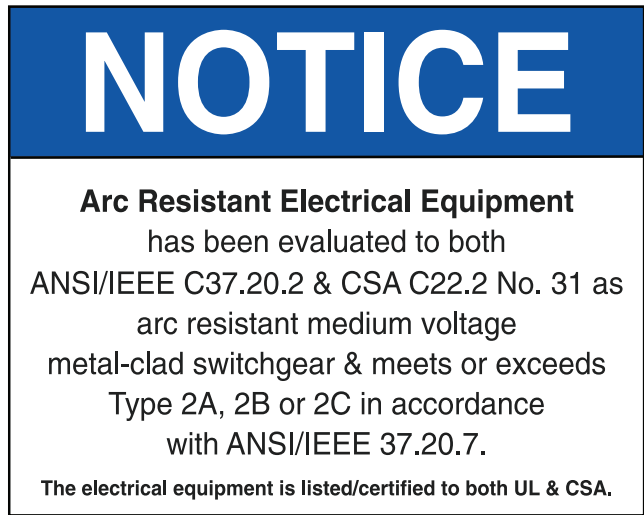 NOTICE
Arc Resistant Electrical Equipment
has been evaluated to both
ANSI/IEEE C37.20.2 & CSA C22.2 No. 31 as
arc resistant medium voltage
metal-clad switchgear & meets or exceeds
Type 2A, 2B or 2C in accordance
with ANSI/IEEE 37.20.7.
The electrical equipment is listed/certified to both UL & CSA.